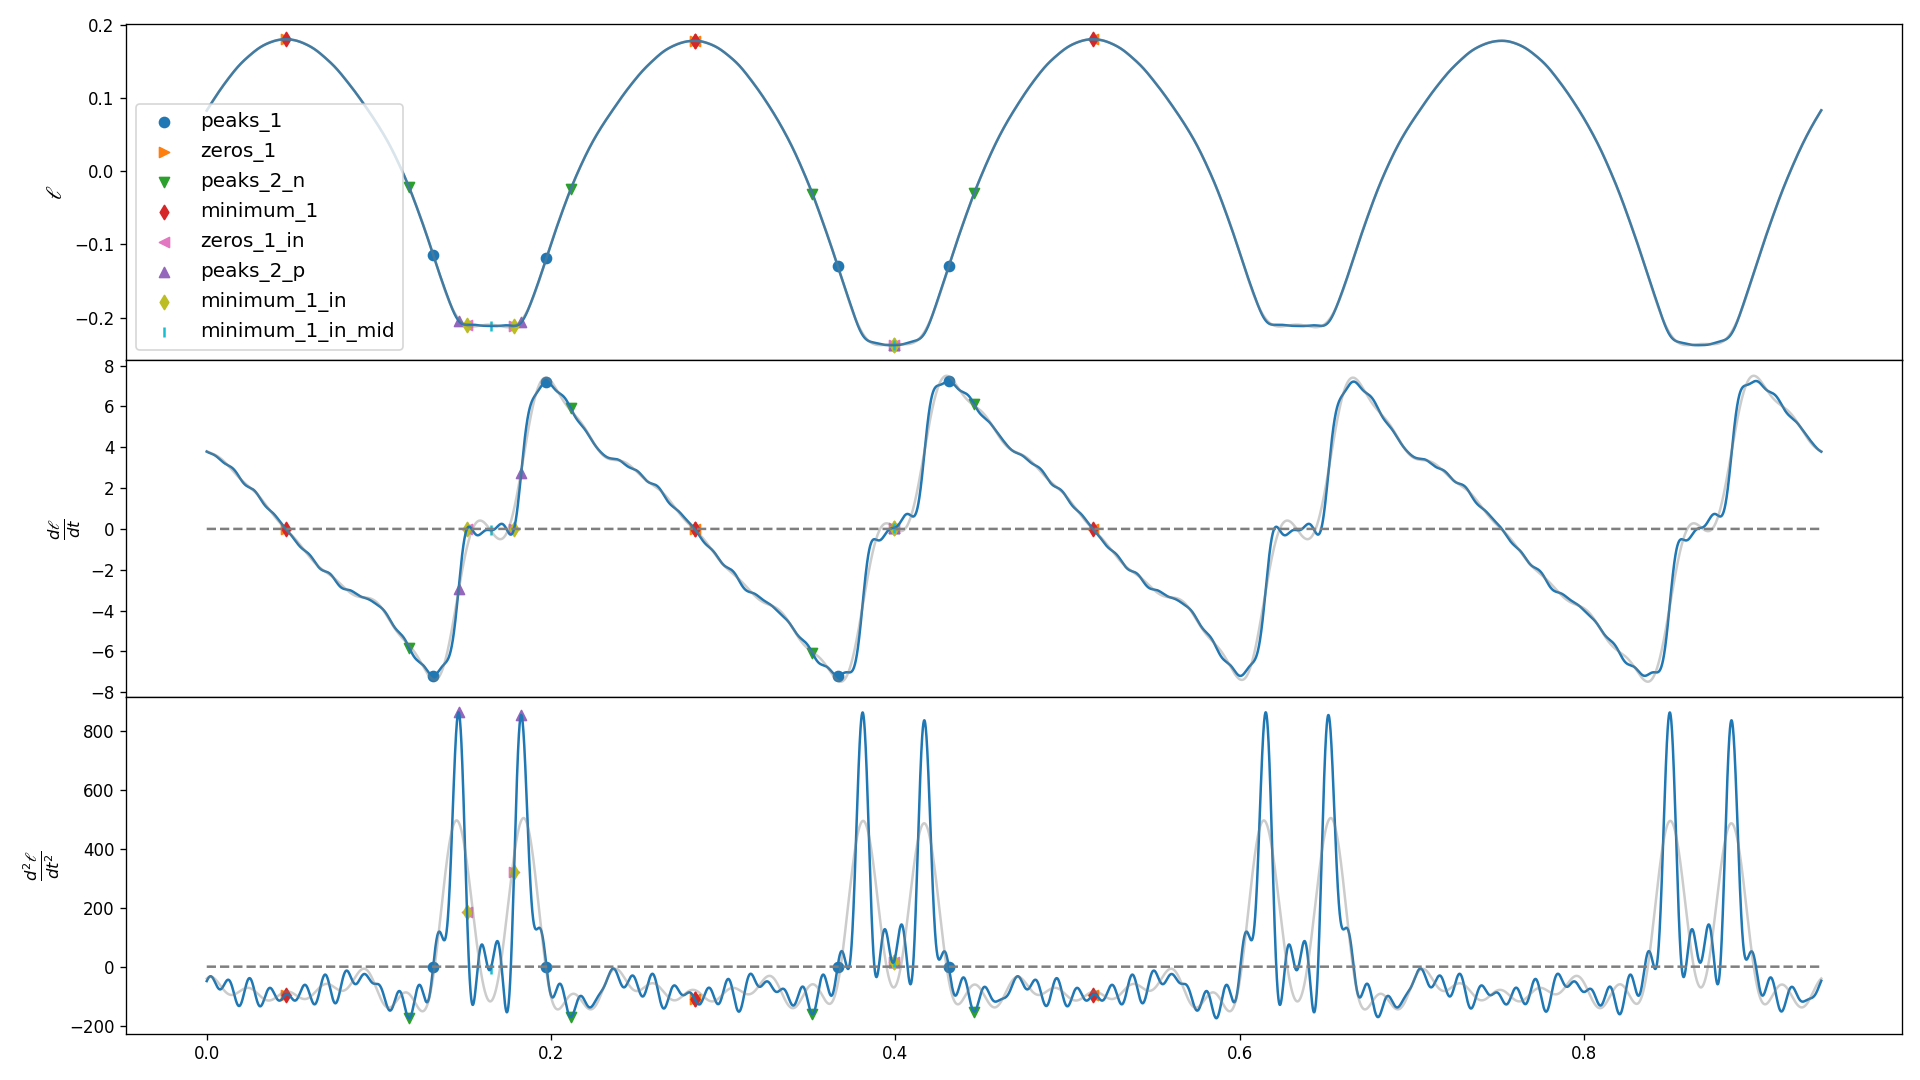 0.2
0.1
0.0
−0.1
−0.2
ℓ
peaks_1
zeros_1
peaks_2_n
minimum_1
zeros_1_in
peaks_2_p
minimum_1_in
minimum_1_in_mid
8
6
4
2
0
−2
−4
−6
−8
dℓ
dt
800
600
400
200
0
−200
d²ℓ
dt²
0.0 0.2 0.4 0.6 0.8